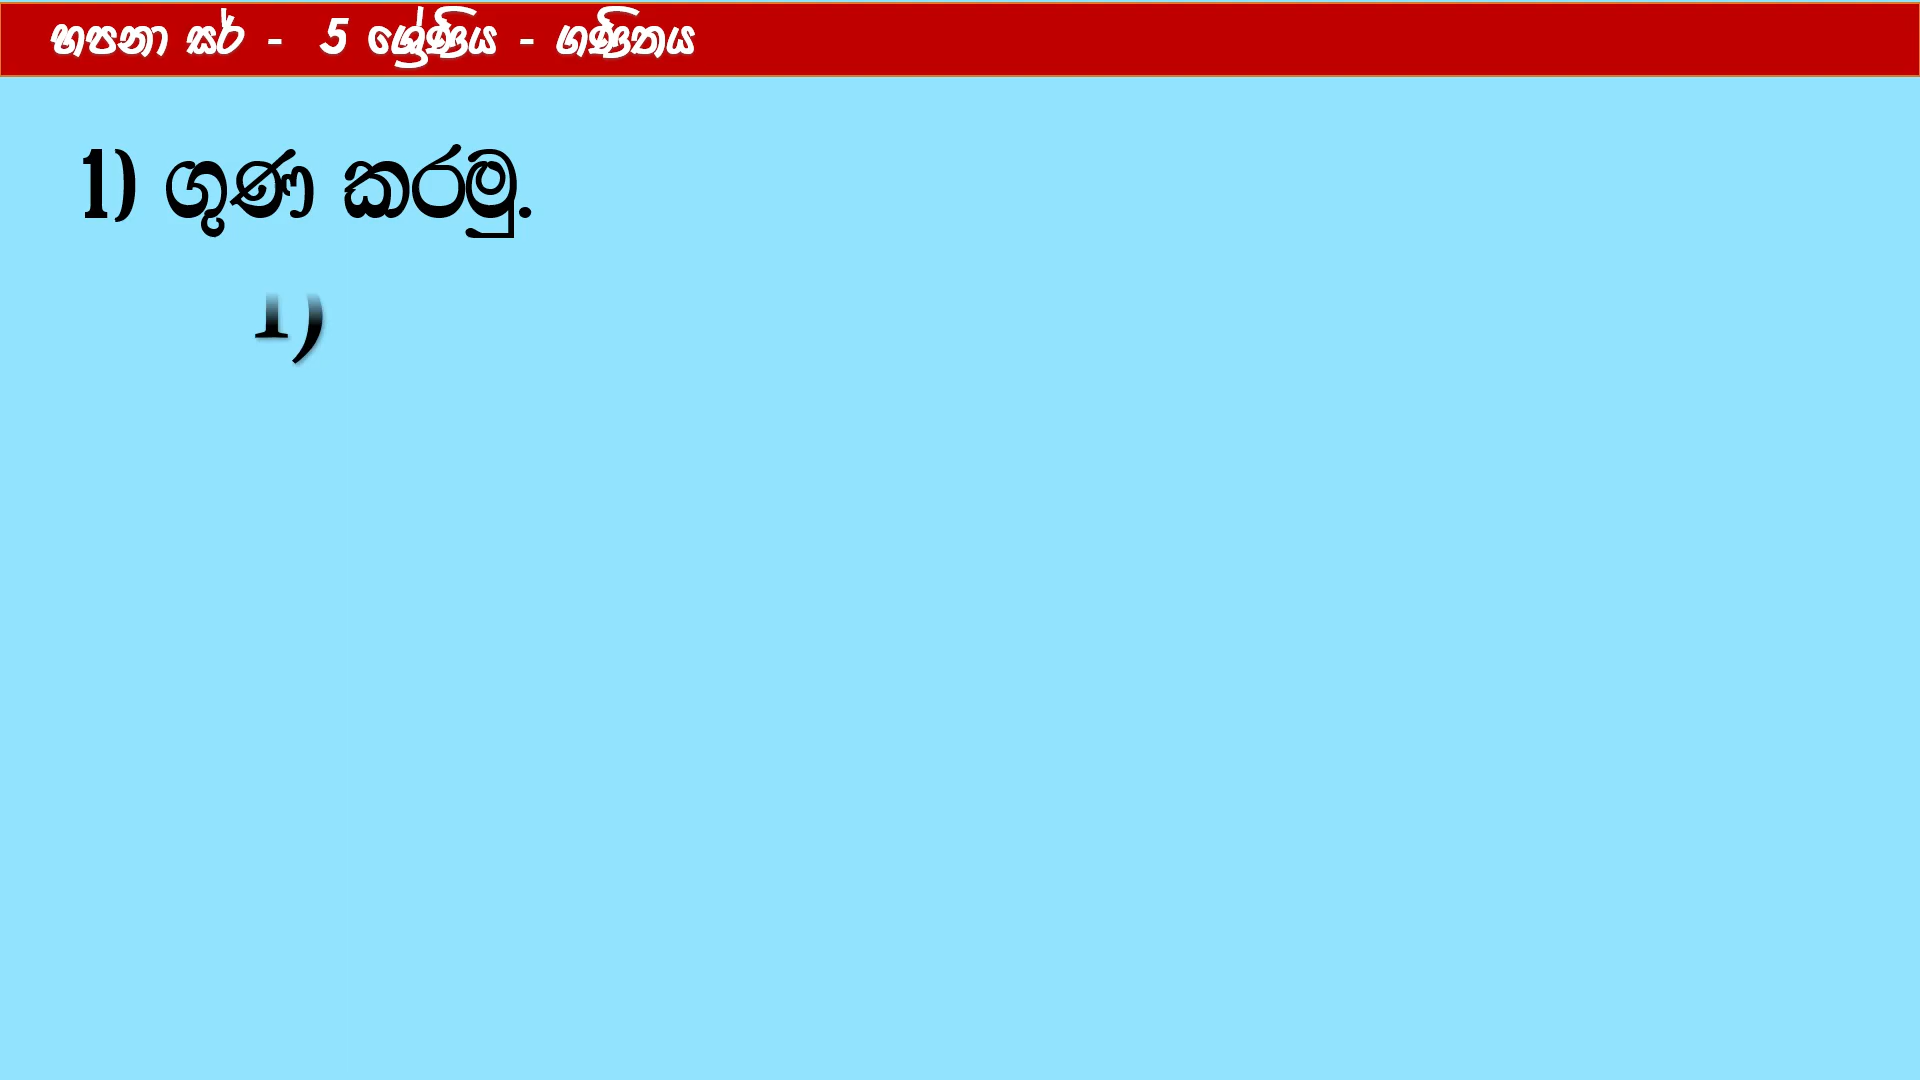 හපනා සර් - 5 ශ්‍රේණිය - ගණිතය
1) ගුණ කරමු.
1)